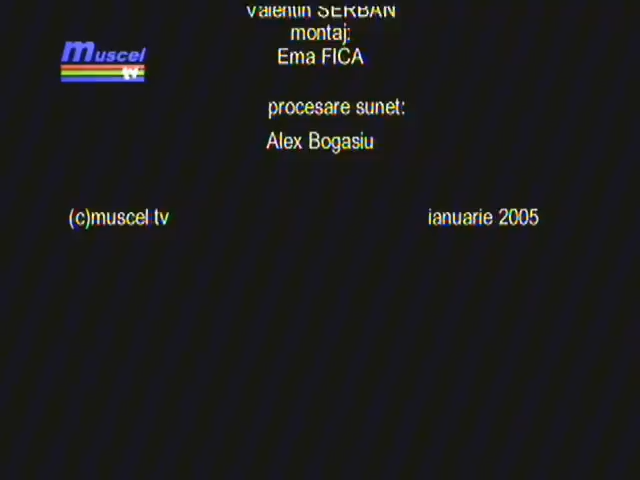 Valentin SERBAN
montaj:
Ema FICA
muscel
tv
procesare sunet:
Alex Bogasiu
(c)muscel tv ianuarie 2005